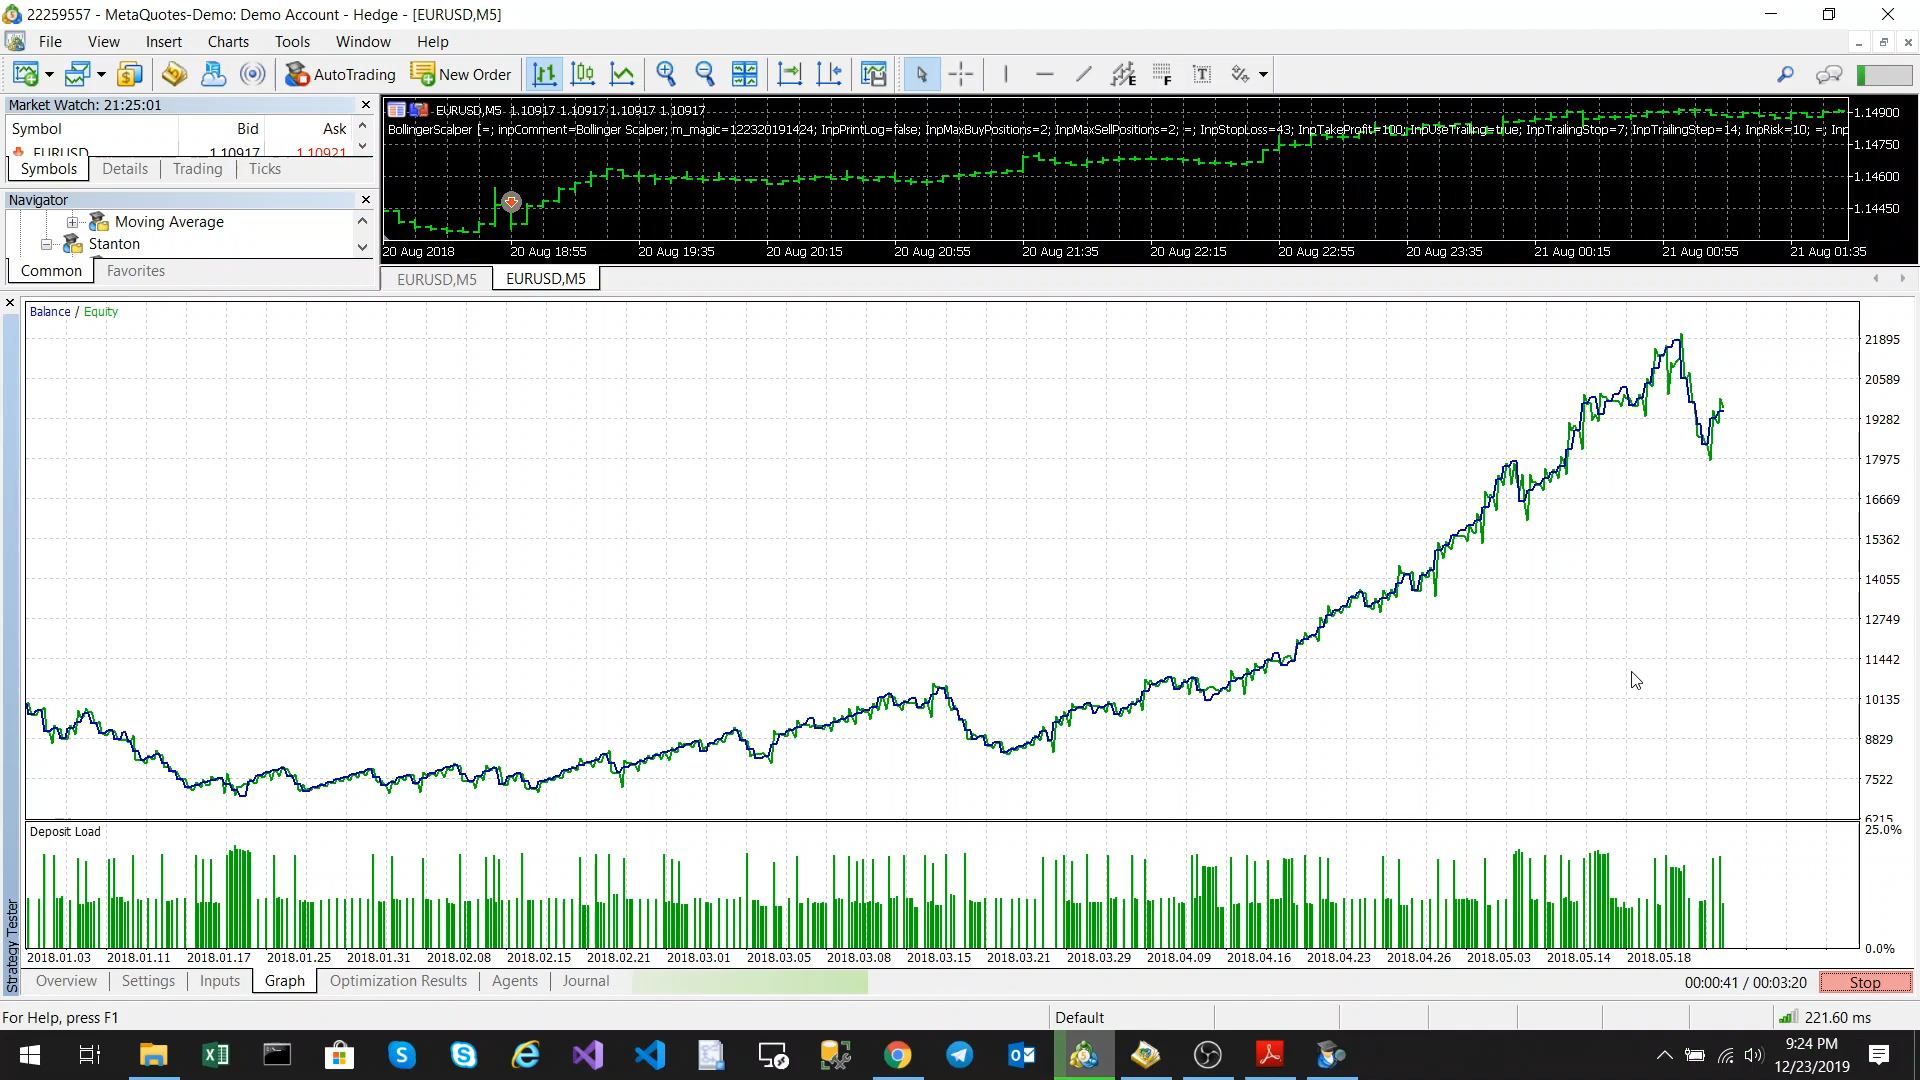 22259557 - MetaQuotes-Demo: Demo Account - Hedge - [EURUSD,M5]
File View Insert Charts Tools Window Help
AutoTrading New Order E F T
Market Watch: 21:25:01
Symbol Bid Ask
EURUSD 1.10917 1.10921
Symbols Details Trading Ticks
Navigator
Moving Average
Stanton
Common Favorites
EURUSD,M5 1.10917 1.10917 1.10917 1.10917
BollingerScalper [=; inpComment=Bollinger Scalper; m_magic=122320191424; InpPrintLog=false; InpMaxBuyPositions=2; InpMaxSellPositions=2; =; InpStopLoss=43; InpTakeProfit=100; InpUseTrailing=true; InpTrailingStop=7; InpTrailingStep=14; InpRisk=10; =; Inp
1.14900
1.14750
1.14600
1.14450
20 Aug 2018 20 Aug 18:55 20 Aug 19:35 20 Aug 20:15 20 Aug 20:55 20 Aug 21:35 20 Aug 22:15 20 Aug 22:55 20 Aug 23:35 21 Aug 00:15 21 Aug 00:55 21 Aug 01:35
EURUSD,M5 EURUSD,M5
Balance / Equity
21895
20589
19282
17975
16669
15362
14055
12749
11442
10135
8829
7522
6215
Deposit Load
25.0%
0.0%
2018.01.03 2018.01.11 2018.01.17 2018.01.25 2018.01.31 2018.02.08 2018.02.15 2018.02.21 2018.03.01 2018.03.05 2018.03.08 2018.03.15 2018.03.21 2018.03.29 2018.04.09 2018.04.16 2018.04.23 2018.04.26 2018.05.03 2018.05.14 2018.05.18
Strategy Tester
Overview Settings Inputs Graph Optimization Results Agents Journal 00:00:41 / 00:03:20 Stop
For Help, press F1 Default 221.60 ms
9:24 PM
12/23/2019